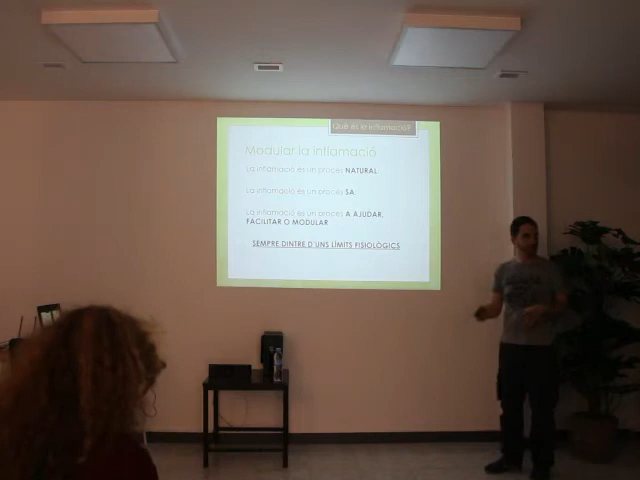 Què és la inflamació?
Modular la inflamació
La inflamació és un procés NATURAL.
La inflamació és un procés SA.
La inflamació és un procés A AJUDAR,
FACILITAR O MODULAR
SEMPRE DINTRE D'UNS LÍMITS FISIOLÒGICS